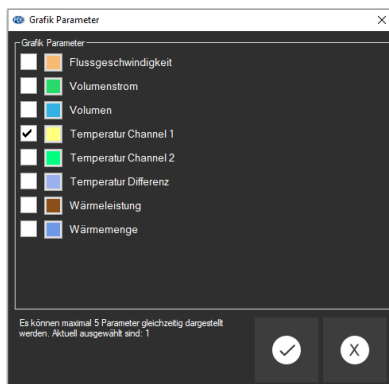 Grafik Parameter
Grafik Parameter
Flussgeschwindigkeit
Volumenstrom
Volumen
Temperatur Channel 1
Temperatur Channel 2
Temperatur Differenz
Wärmeleistung
Wärmemenge
Es können maximal 5 Parameter gleichzeitig dargestellt
werden. Aktuell ausgewählt sind: 1
X